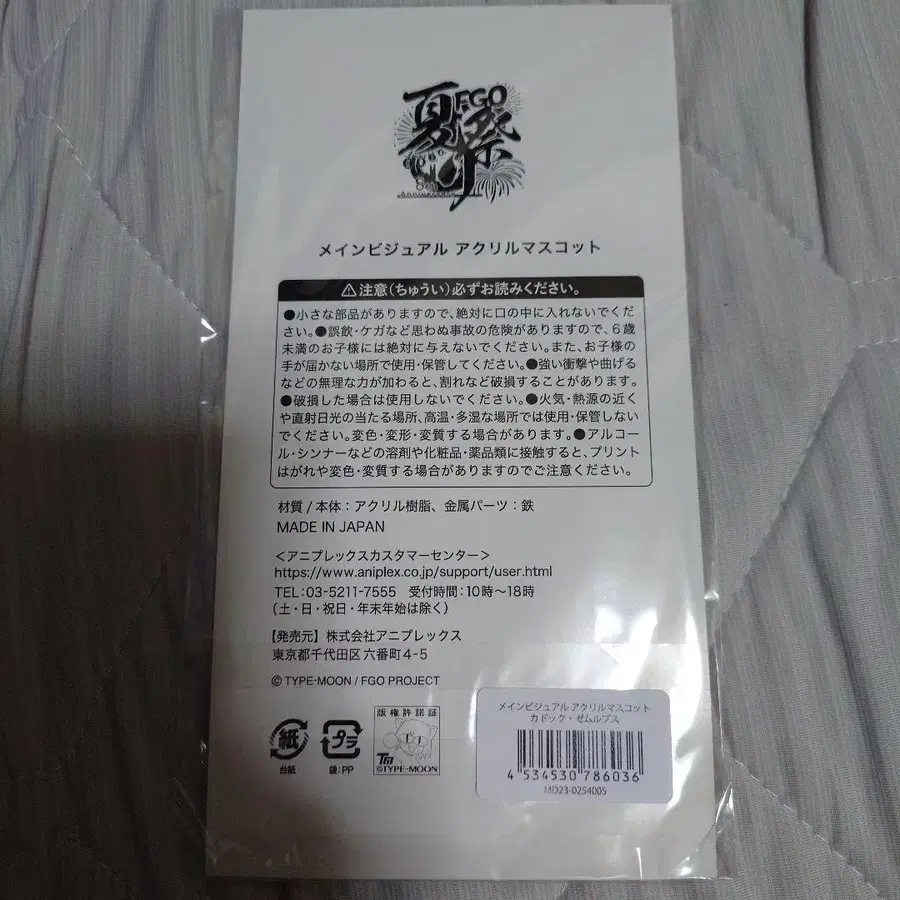 FGO
夏祭り
8th
Anniversary
メインビジュアル アクリルマスコット
⚠注意(ちゅうい)必ずお読みください。
●小さな部品がありますので、絶対に口の中に入れないでくだ
さい。●誤飲・ケガなど思わぬ事故の危険がありますので、6歳
未満のお子様には絶対に与えないでください。また、お子様の
手が届かない場所で使用・保管してください。●強い衝撃や曲げる
などの無理な力が加わると、割れなど破損することがあります。
●破損した場合は使用しないでください。●火気・熱源の近く
や直射日光の当たる場所、高温・多湿な場所では使用・保管しない
でください。変色・変形・変質する場合があります。●アルコー
ル・シンナーなどの溶剤や化粧品・薬品類に接触すると、プリント
はがれや変色・変質する場合がありますのでご注意ください。
材質/本体:アクリル樹脂、金属パーツ:鉄
MADE IN JAPAN
<アニプレックスカスタマーセンター>
https://www.aniplex.co.jp/support/user.html
TEL:03-5211-7555 受付時間:10時~18時
(土・日・祝日・年末年始は除く)
【発売元】株式会社アニプレックス
東京都千代田区六番町4-5
© TYPE-MOON / FGO PROJECT
紙
台紙
プラ
袋:PP
版権許諾証
TM
©TYPE-MOON
メインビジュアル アクリルマスコット
カドック・ゼムルプス
4 534530 786036
MD23-0254005